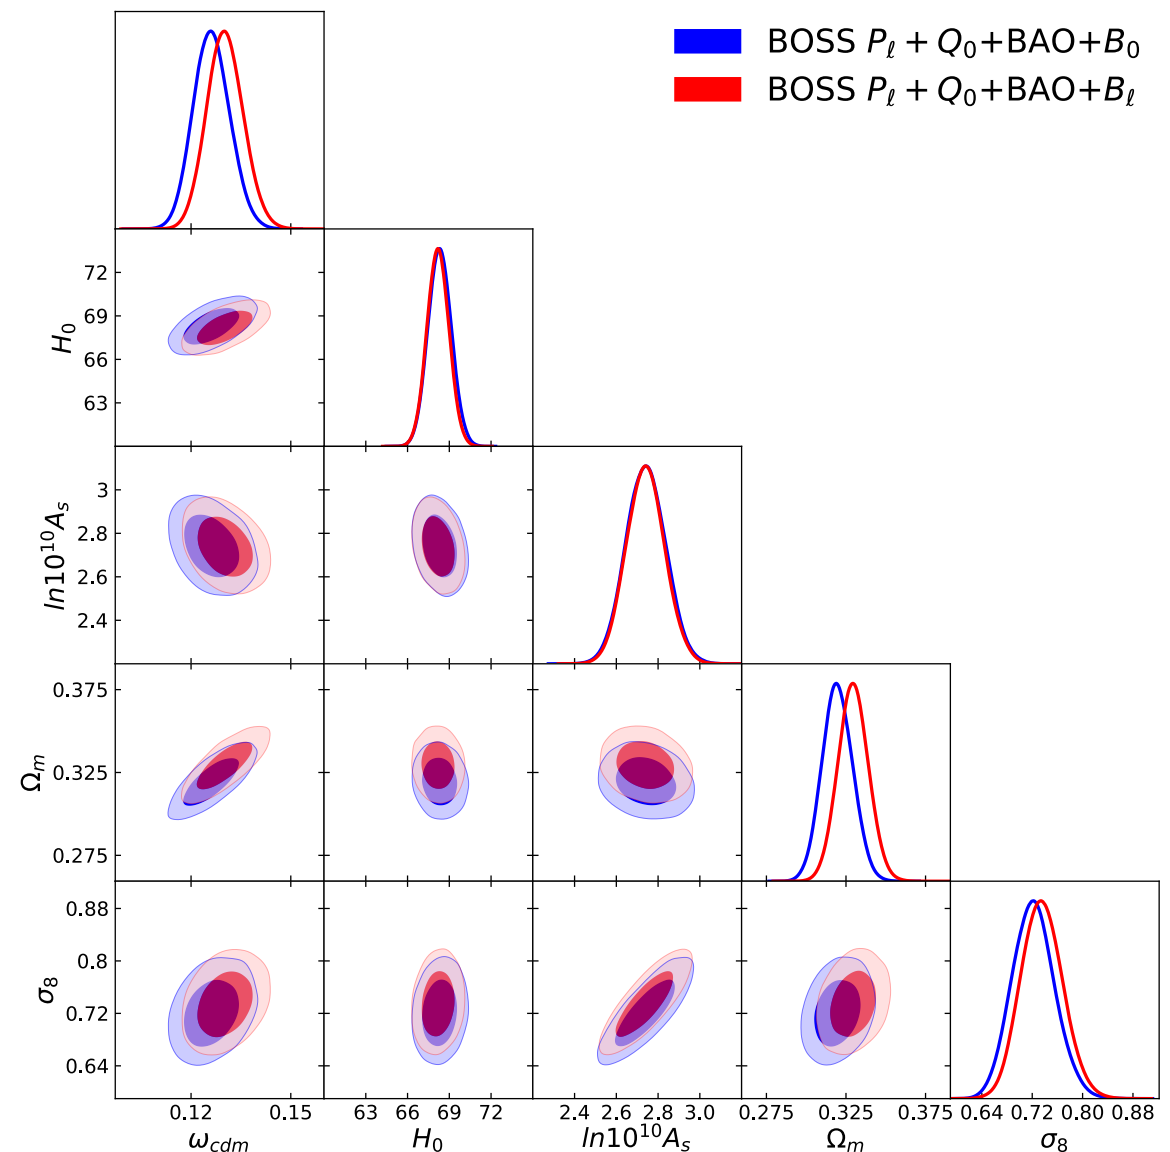 BOSS $P_\ell + Q_0$+BAO+$B_0$
BOSS $P_\ell + Q_0$+BAO+$B_\ell$
72
69
66
63
$H_0$
3
2.8
2.6
2.4
$ln10^{10}A_s$
0.375
0.325
0.275
$\Omega_m$
0.88
0.8
0.72
0.64
$\sigma_8$
0.12 0.15
63 66 69 72
2.4 2.6 2.8 3.0
0.275 0.325 0.375
0.64 0.72 0.80 0.88
$\omega_{cdm}$ $H_0$ $ln10^{10}A_s$ $\Omega_m$ $\sigma_8$